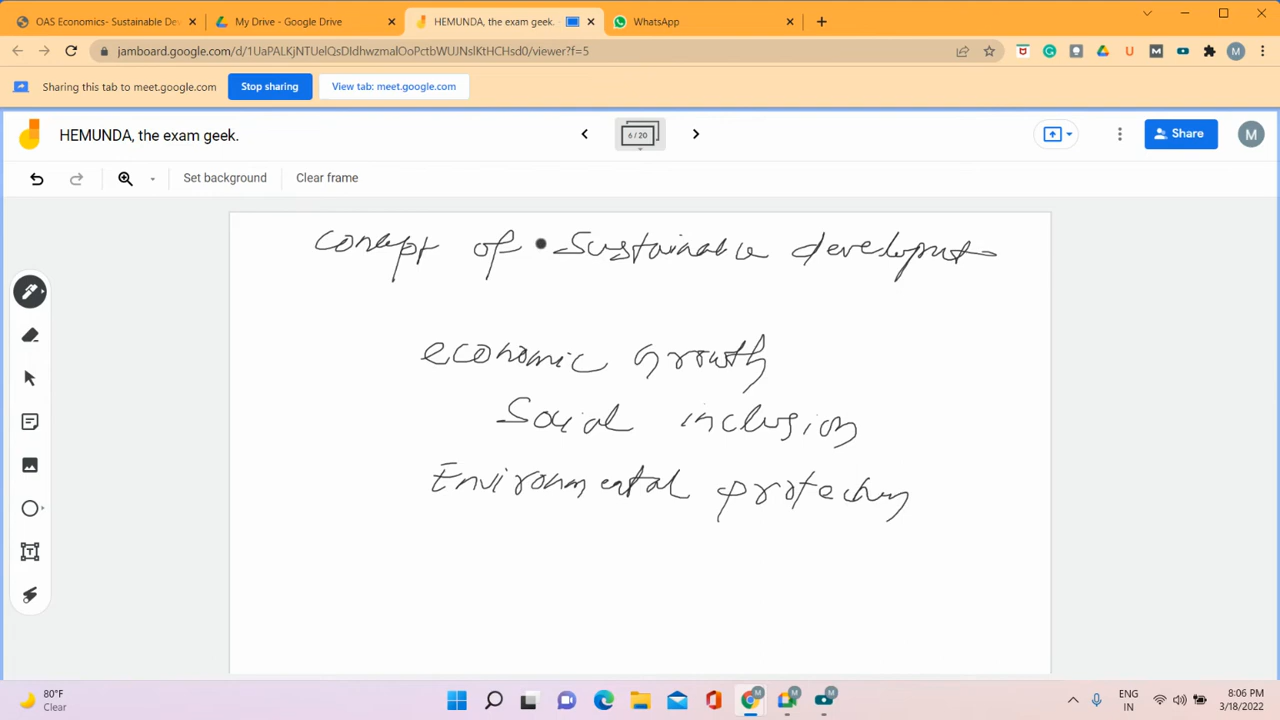 OAS Economics- Sustainable De
My Drive - Google Drive
HEMUNDA, the exam geek.
WhatsApp
jamboard.google.com/d/1UaPALKjNTUelQsDIdhwzmalOoPctbWUJNslKtHCHsd0/viewer?f=5
Sharing this tab to meet.google.com
Stop sharing
View tab: meet.google.com
HEMUNDA, the exam geek.
6 / 20
Share
M
Set background
Clear frame
concept of Sustainable development
economic growth
Social inclusion
Environmental protection
80°F
Clear
ENG
IN
8:06 PM
3/18/2022